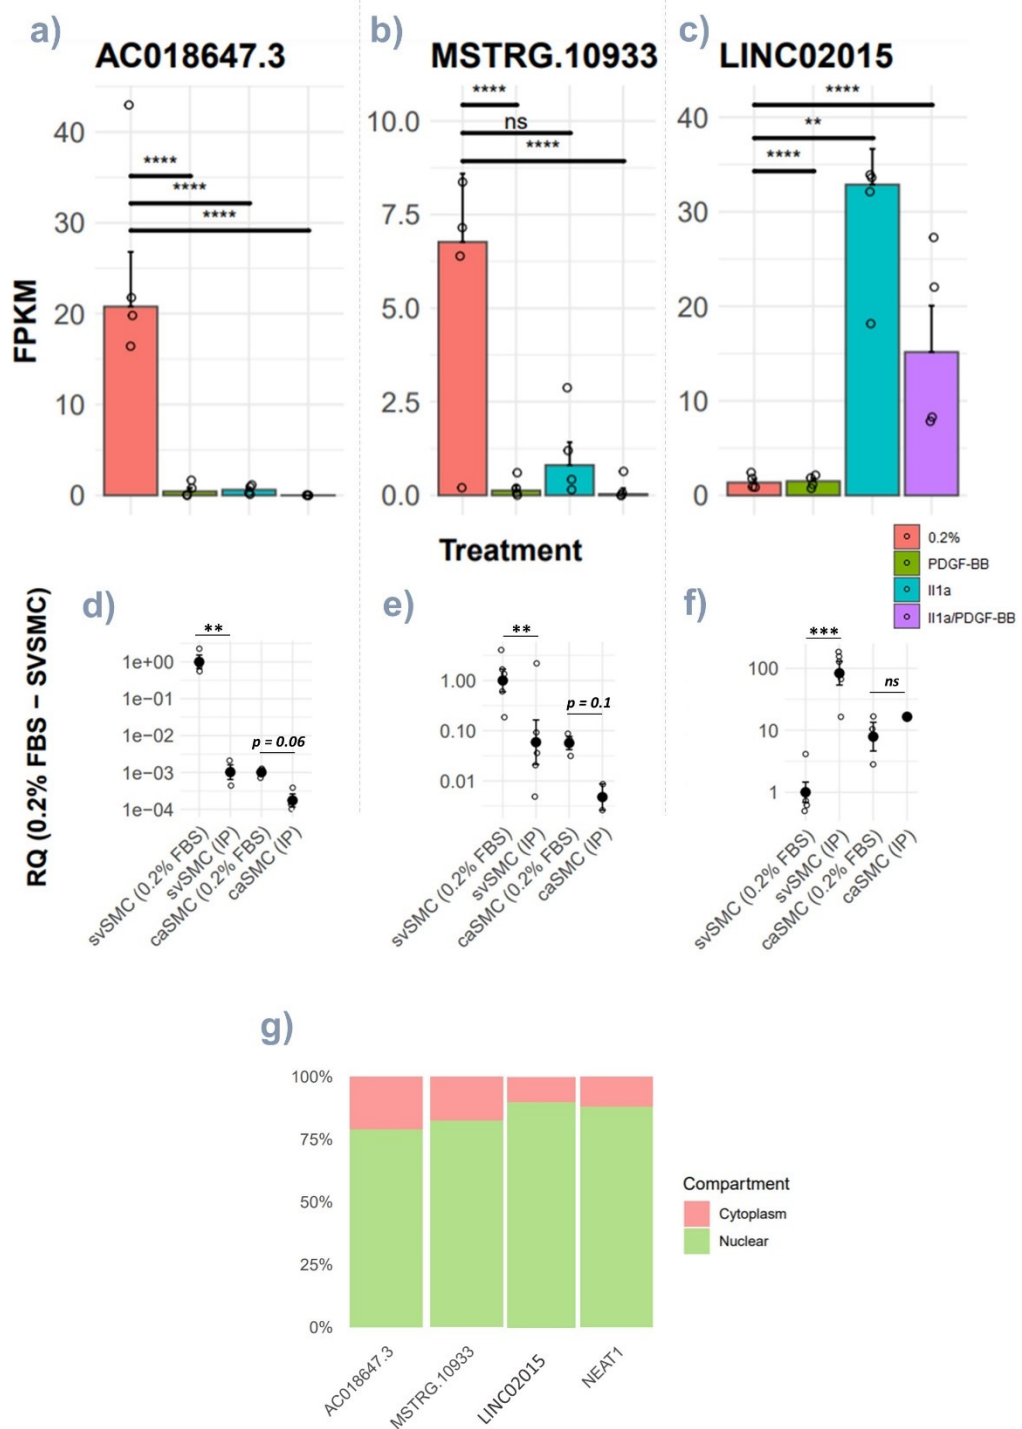 a)
AC018647.3
b)
MSTRG.10933
c)
LINC02015
FPKM
40
30
20
10
0
****
****
****
10.0
7.5
5.0
2.5
0.0
****
ns
****
40
30
20
10
0
****
**
****
Treatment
0.2%
PDGF-BB
Il1a
Il1a/PDGF-BB
RQ (0.2% FBS − SVSMC)
d)
1e+00
1e−01
1e−02
1e−03
1e−04
**
p = 0.06
svSMC (0.2% FBS)
svSMC (IP)
caSMC (0.2% FBS)
caSMC (IP)
e)
1.00
0.10
0.01
**
p = 0.1
svSMC (0.2% FBS)
svSMC (IP)
caSMC (0.2% FBS)
caSMC (IP)
f)
100
10
1
***
ns
svSMC (0.2% FBS)
svSMC (IP)
caSMC (0.2% FBS)
caSMC (IP)
g)
100%
75%
50%
25%
0%
AC018647.3
MSTRG.10933
LINC02015
NEAT1
Compartment
Cytoplasm
Nuclear